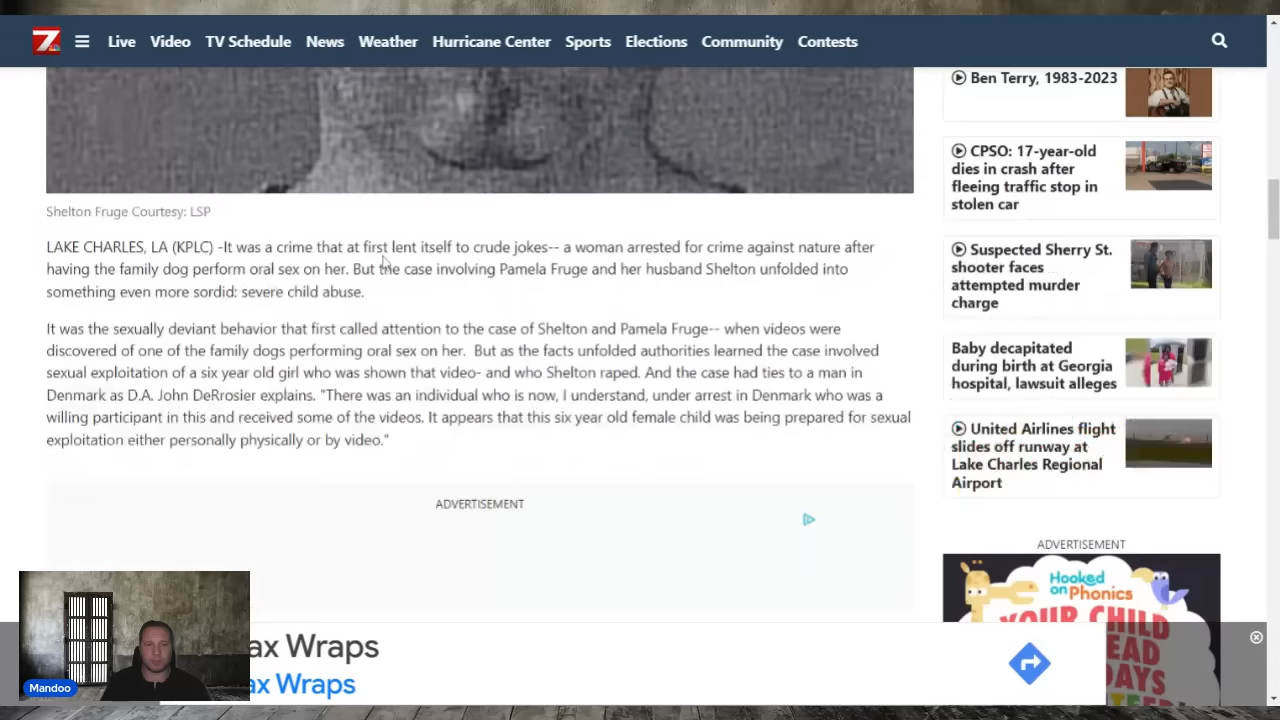 7
Live Video TV Schedule News Weather Hurricane Center Sports Elections Community Contests
Shelton Fruge Courtesy: LSP
LAKE CHARLES, LA (KPLC) -It was a crime that at first lent itself to crude jokes-- a woman arrested for crime against nature after
having the family dog perform oral sex on her. But the case involving Pamela Fruge and her husband Shelton unfolded into
something even more sordid: severe child abuse.
It was the sexually deviant behavior that first called attention to the case of Shelton and Pamela Fruge-- when videos were
discovered of one of the family dogs performing oral sex on her. But as the facts unfolded authorities learned the case involved
sexual exploitation of a six year old girl who was shown that video- and who Shelton raped. And the case had ties to a man in
Denmark as D.A. John DeRrosier explains. "There was an individual who is now, I understand, under arrest in Denmark who was a
willing participant in this and received some of the videos. It appears that this six year old female child was being prepared for sexual
exploitation either personally physically or by video."
ADVERTISEMENT
Ben Terry, 1983-2023
CPSO: 17-year-old
dies in crash after
fleeing traffic stop in
stolen car
Suspected Sherry St.
shooter faces
attempted murder
charge
Baby decapitated
during birth at Georgia
hospital, lawsuit alleges
United Airlines flight
slides off runway at
Lake Charles Regional
Airport
ADVERTISEMENT
Hooked
on Phonics
YOUR CHILD
Wraps
Wraps
Mandoo